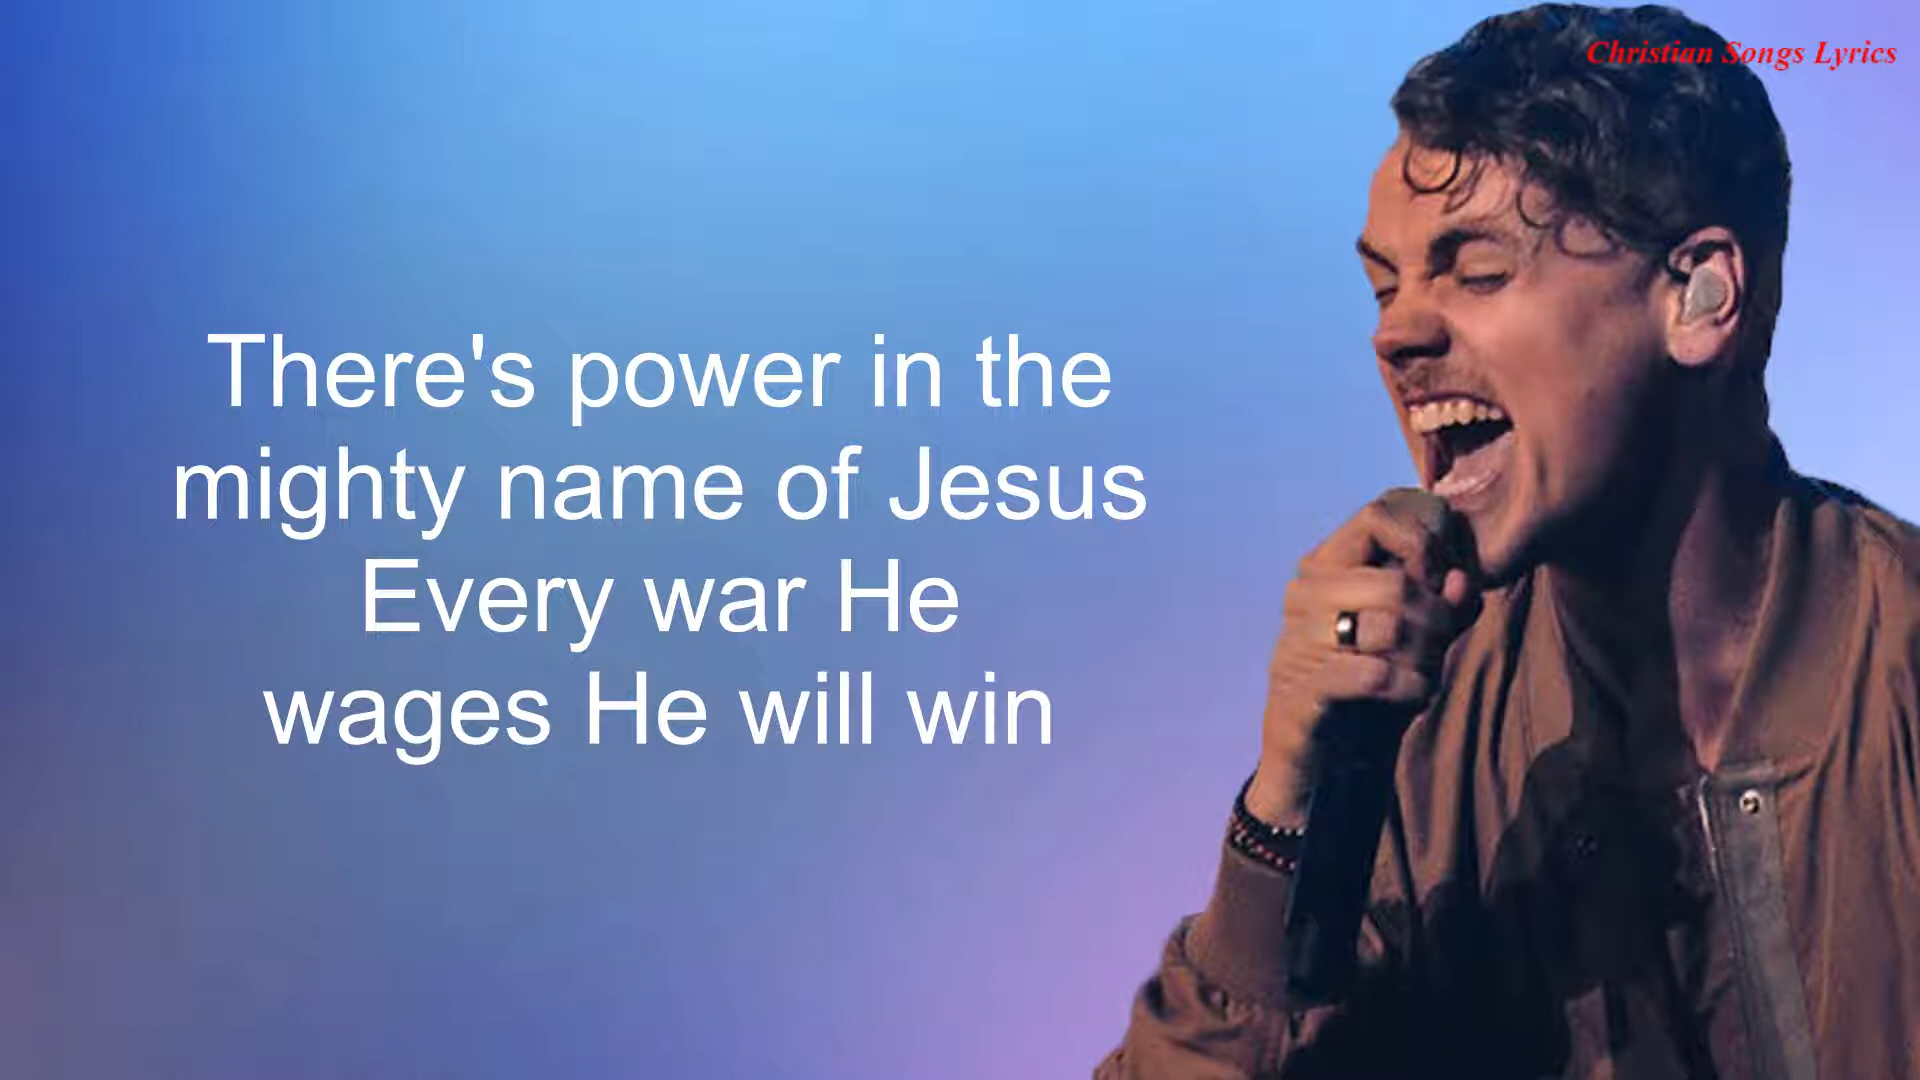 Christian Songs Lyrics
There's power in the
mighty name of Jesus
Every war He
wages He will win